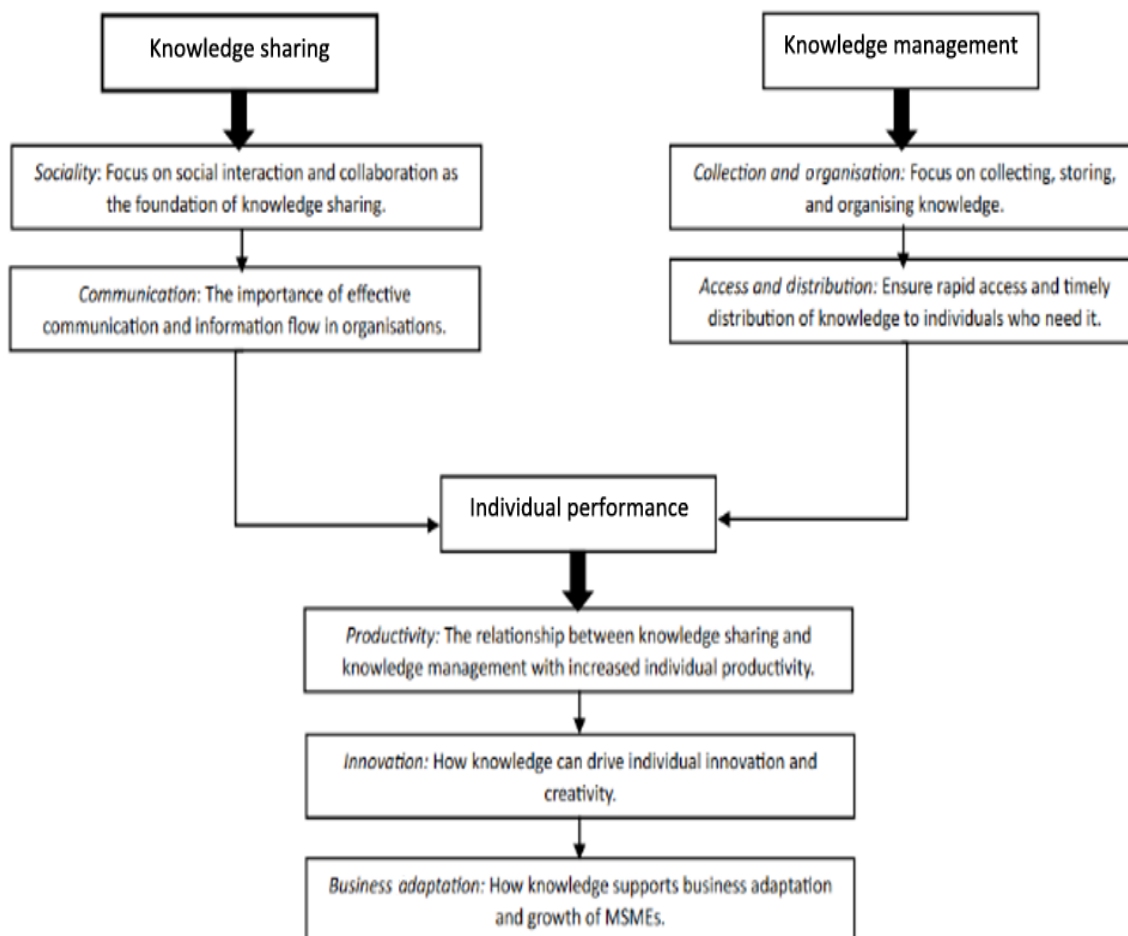 Knowledge sharing
Sociality: Focus on social interaction and collaboration as
the foundation of knowledge sharing.
Communication: The importance of effective
communication and information flow in organisations.
Knowledge management
Collection and organisation: Focus on collecting, storing,
and organising knowledge.
Access and distribution: Ensure rapid access and timely
distribution of knowledge to individuals who need it.
Individual performance
Productivity: The relationship between knowledge sharing and
knowledge management with increased individual productivity.
Innovation: How knowledge can drive individual innovation and
creativity.
Business adaptation: How knowledge supports business adaptation
and growth of MSMEs.